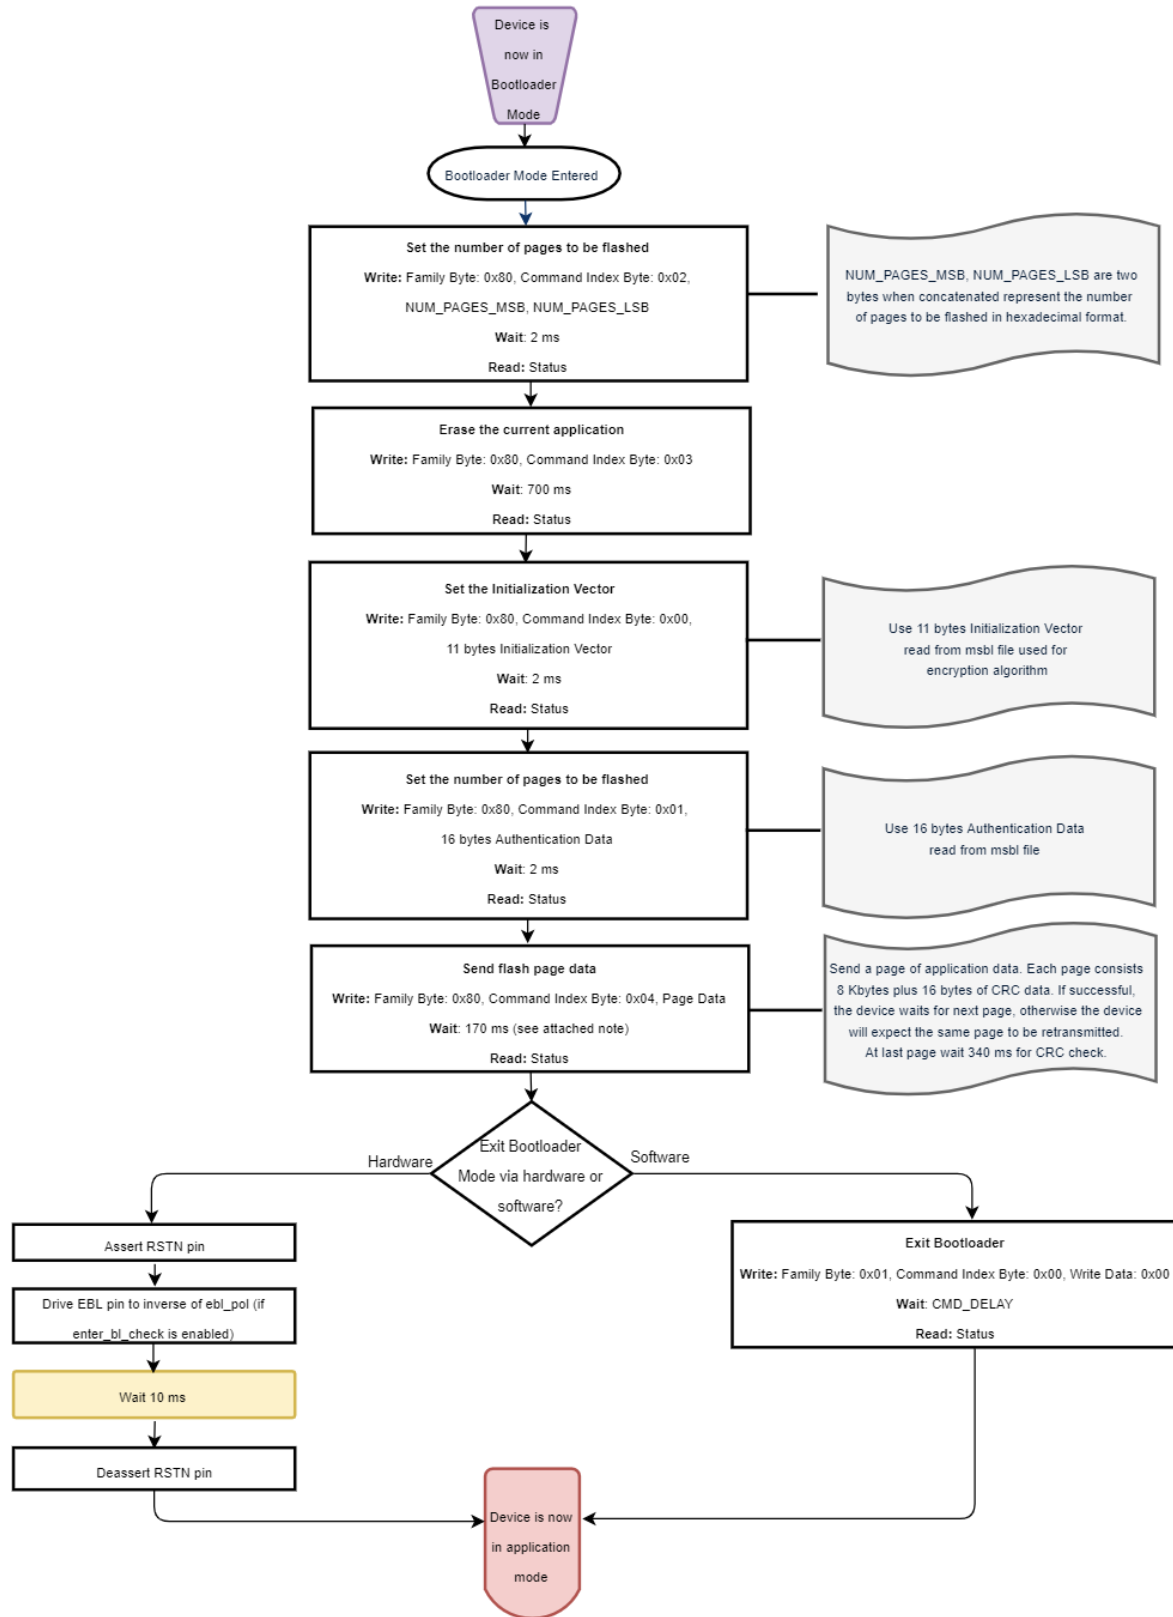 Device is
now in
Bootloader
Mode
Bootloader Mode Entered
Set the number of pages to be flashed
Write: Family Byte: 0x80, Command Index Byte: 0x02,
NUM_PAGES_MSB, NUM_PAGES_LSB
Wait: 2 ms
Read: Status
NUM_PAGES_MSB, NUM_PAGES_LSB are two
bytes when concatenated represent the number
of pages to be flashed in hexadecimal format.
Erase the current application
Write: Family Byte: 0x80, Command Index Byte: 0x03
Wait: 700 ms
Read: Status
Set the Initialization Vector
Write: Family Byte: 0x80, Command Index Byte: 0x00,
11 bytes Initialization Vector
Wait: 2 ms
Read: Status
Use 11 bytes Initialization Vector
read from msbl file used for
encryption algorithm
Set the number of pages to be flashed
Write: Family Byte: 0x80, Command Index Byte: 0x01,
16 bytes Authentication Data
Wait: 2 ms
Read: Status
Use 16 bytes Authentication Data
read from msbl file
Send flash page data
Write: Family Byte: 0x80, Command Index Byte: 0x04, Page Data
Wait: 170 ms (see attached note)
Read: Status
Send a page of application data. Each page consists
8 Kbytes plus 16 bytes of CRC data. If successful,
the device waits for next page, otherwise the device
will expect the same page to be retransmitted.
At last page wait 340 ms for CRC check.
Exit Bootloader
Mode via hardware or
software?
Hardware
Software
Assert RSTN pin
Drive EBL pin to inverse of ebl_pol (if
enter_bl_check is enabled)
Wait 10 ms
Deassert RSTN pin
Exit Bootloader
Write: Family Byte: 0x01, Command Index Byte: 0x00, Write Data: 0x00
Wait: CMD_DELAY
Read: Status
Device is now
in application
mode